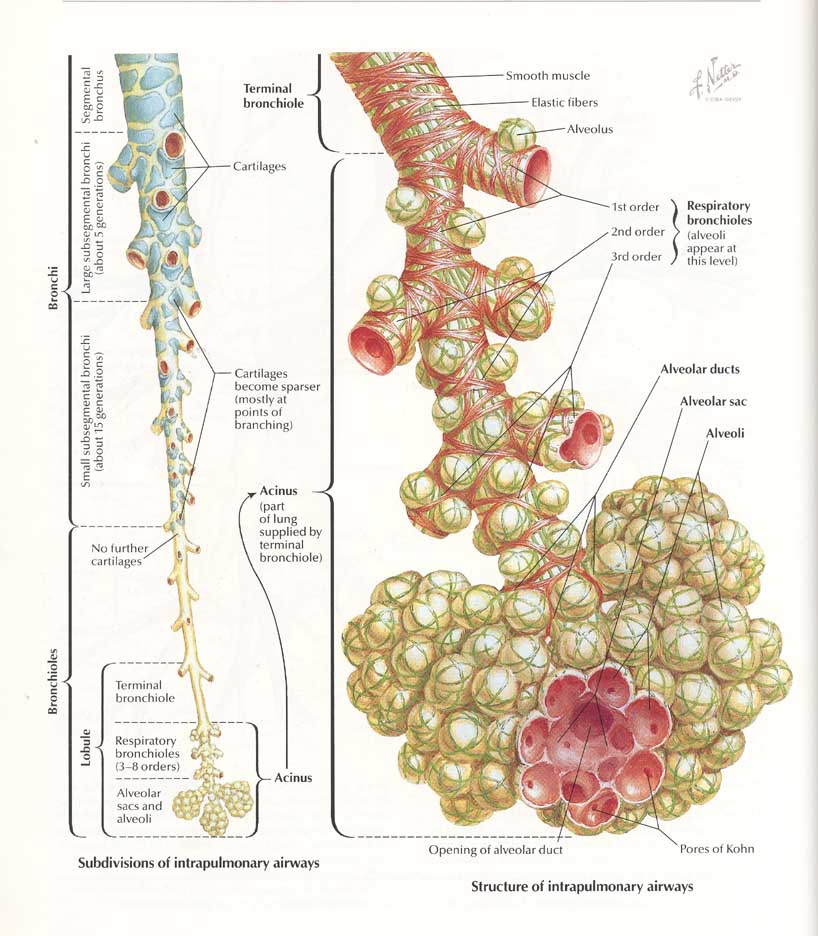 Segmental
bronchus
Large subsegmental bronchi
(about 5 generations)
Bronchi
Small subsegmental bronchi
(about 15 generations)
Cartilages
Cartilages
become sparser
(mostly at
points of
branching)
No further
cartilages
Bronchioles
Lobule
Terminal
bronchiole
Respiratory
bronchioles
(3–8 orders)
Alveolar
sacs and
alveoli
Acinus
Subdivisions of intrapulmonary airways
Terminal
bronchiole
Acinus
(part
of lung
supplied by
terminal
bronchiole)
Smooth muscle
Elastic fibers
Alveolus
1st order
2nd order
3rd order
Respiratory
bronchioles
(alveoli
appear at
this level)
Alveolar ducts
Alveolar sac
Alveoli
Opening of alveolar duct
Pores of Kohn
Structure of intrapulmonary airways
F. Netter
M.D.